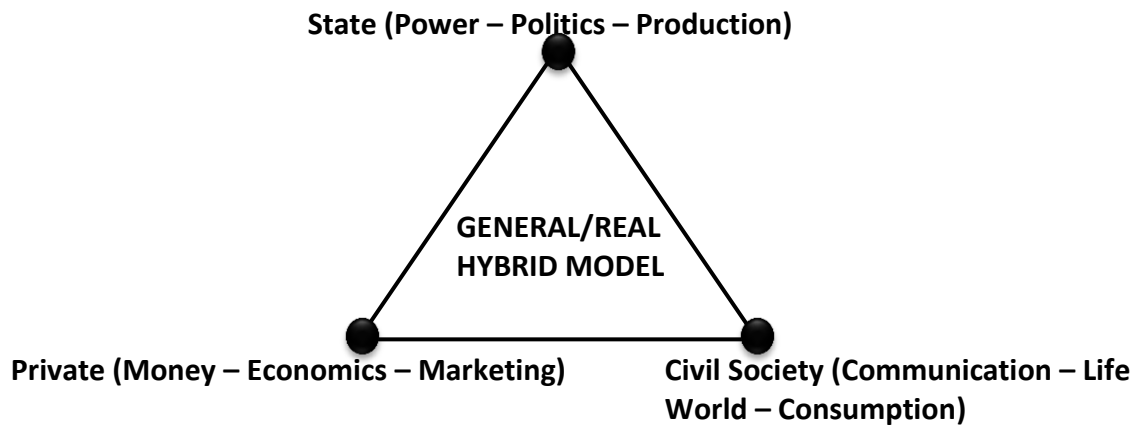 State (Power – Politics – Production)
GENERAL/REAL
HYBRID MODEL
Private (Money – Economics – Marketing)
Civil Society (Communication – Life
World – Consumption)